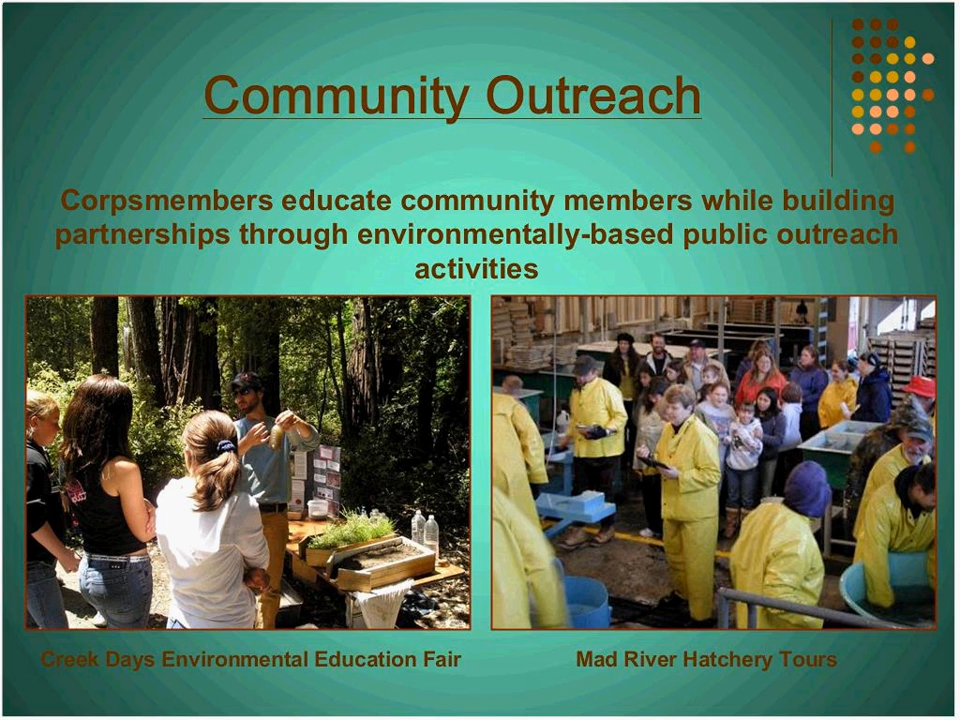 Community Outreach
Corpsmembers educate community members while building
partnerships through environmentally-based public outreach
activities
Creek Days Environmental Education Fair
Mad River Hatchery Tours